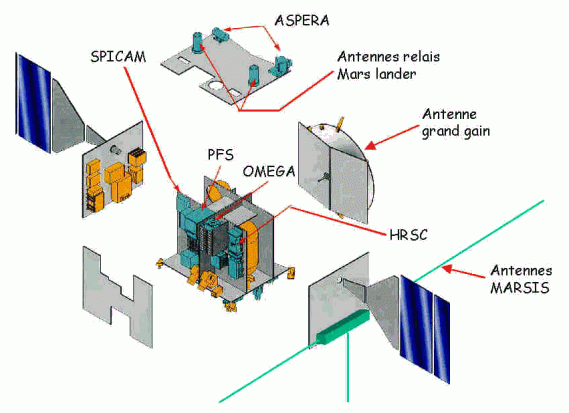 ASPERA
SPICAM
Antennes relais
Mars lander
Antenne
grand gain
PFS
OMEGA
HRSC
Antennes
MARSIS